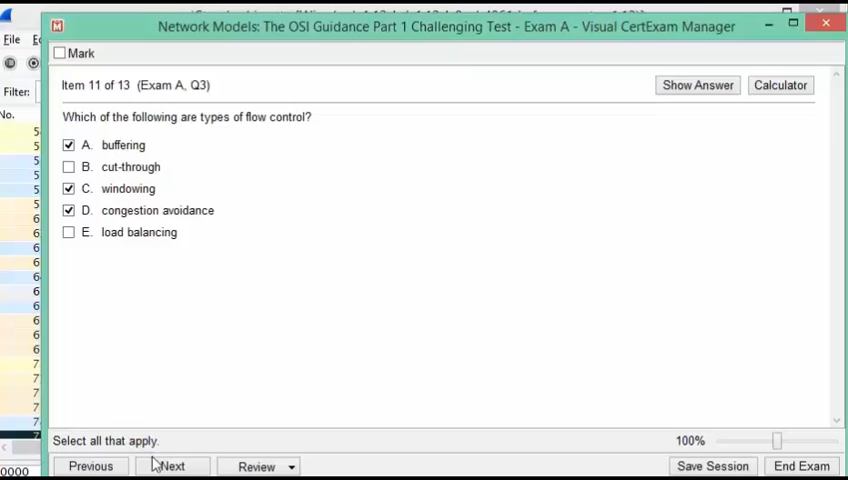 Network Models: The OSI Guidance Part 1 Challenging Test - Exam A - Visual CertExam Manager
File
Mark
Item 11 of 13 (Exam A, Q3)
Show Answer
Calculator
Filter:
No.
Which of the following are types of flow control?
A. buffering
B. cut-through
C. windowing
D. congestion avoidance
E. load balancing
Select all that apply.
100%
Previous
Next
Review
Save Session
End Exam
0000